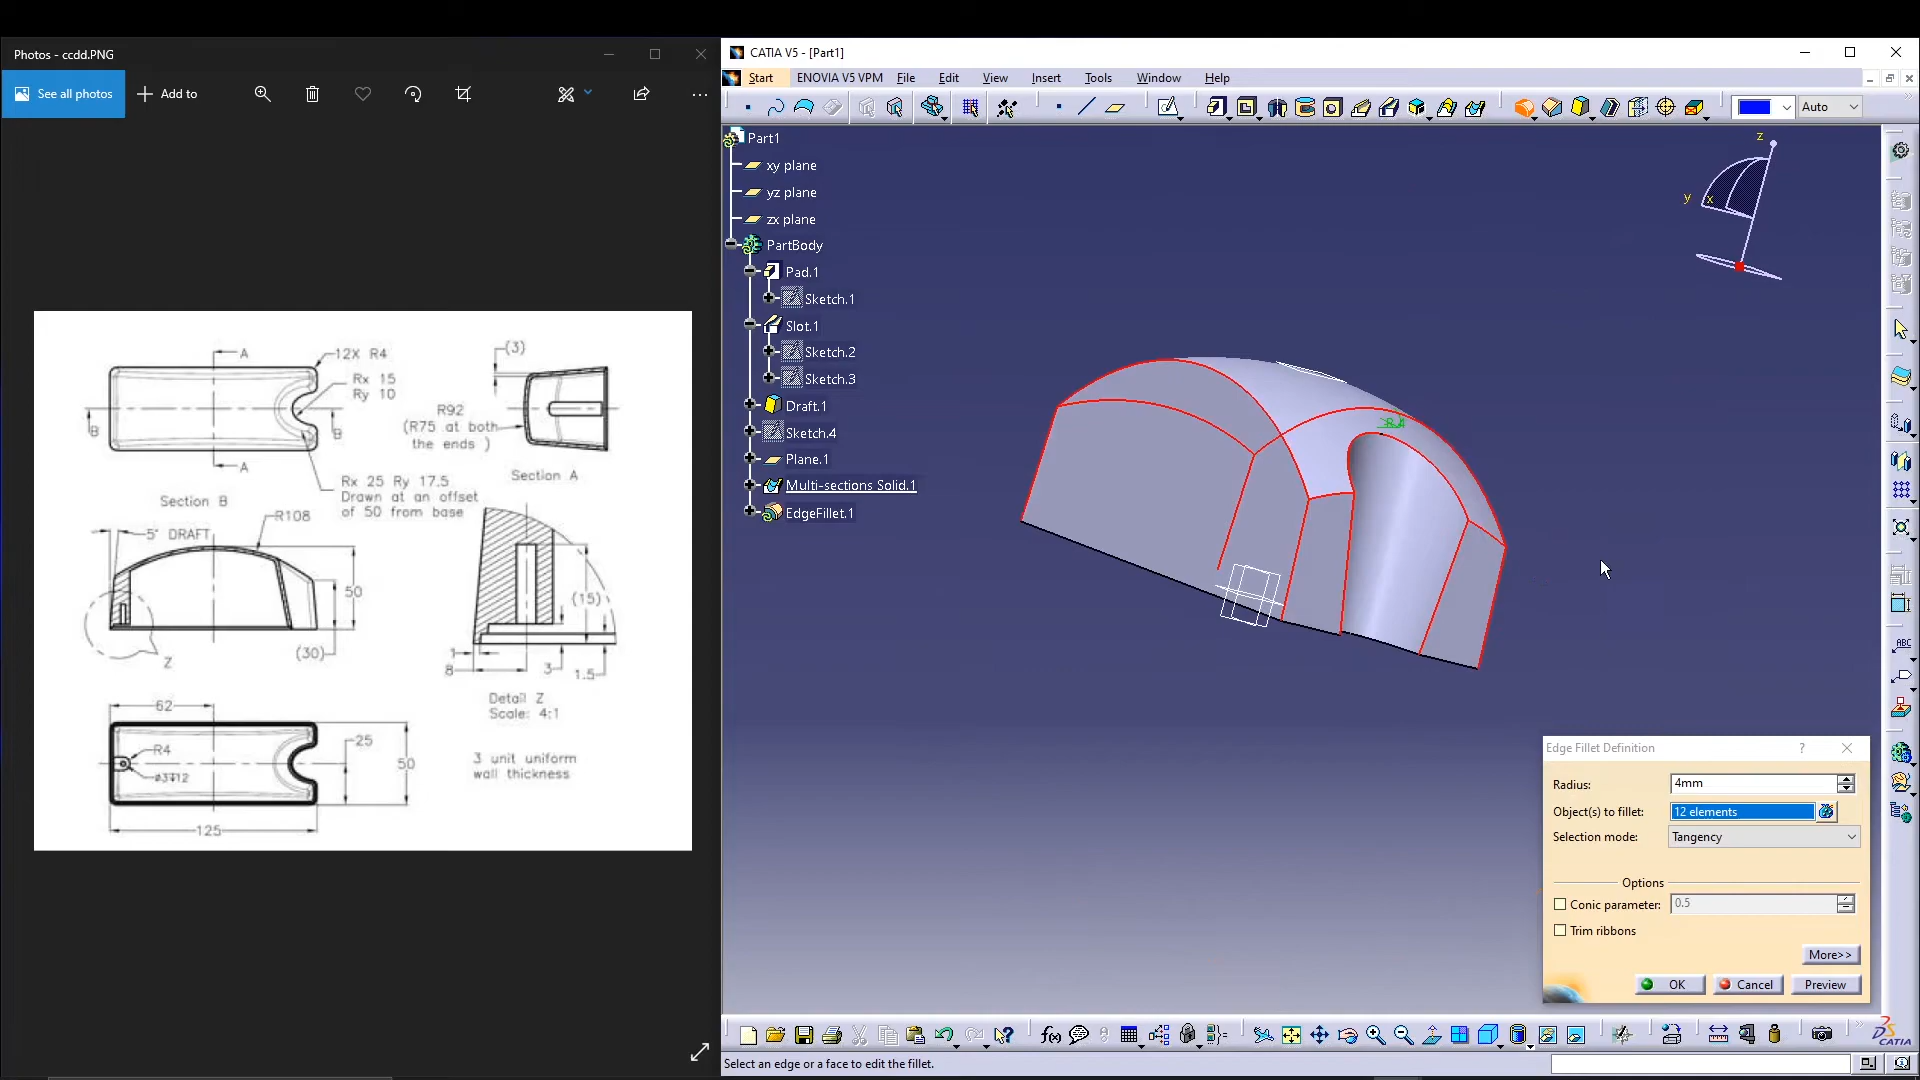 Photos - ccdd.PNG
See all photos
Add to
A
12X R4
Rx 15
Ry 10
(3)
B
B
R92
(R75 at both
the ends )
A
Section A
Rx 25 Ry 17.5
Drawn at an offset
of 50 from base
Section B
5° DRAFT
R108
50
(30)
Z
(15)
1
8
3
1.5
Detail Z
Scale: 4:1
62
R4
ø3↧12
25
50
125
3 unit uniform
wall thickness
CATIA V5 - [Part1]
Start
ENOVIA V5 VPM
File
Edit
View
Insert
Tools
Window
Help
Auto
Part1
xy plane
yz plane
zx plane
PartBody
Pad.1
Sketch.1
Slot.1
Sketch.2
Sketch.3
Draft.1
Sketch.4
Plane.1
Multi-sections Solid.1
EdgeFillet.1
z
y
x
R 4
ABC
Edge Fillet Definition
?
Radius:
4mm
Object(s) to fillet:
12 elements
Selection mode:
Tangency
Options
Conic parameter:
0.5
Trim ribbons
More>>
OK
Cancel
Preview
f(x)
CATIA
Select an edge or a face to edit the fillet.